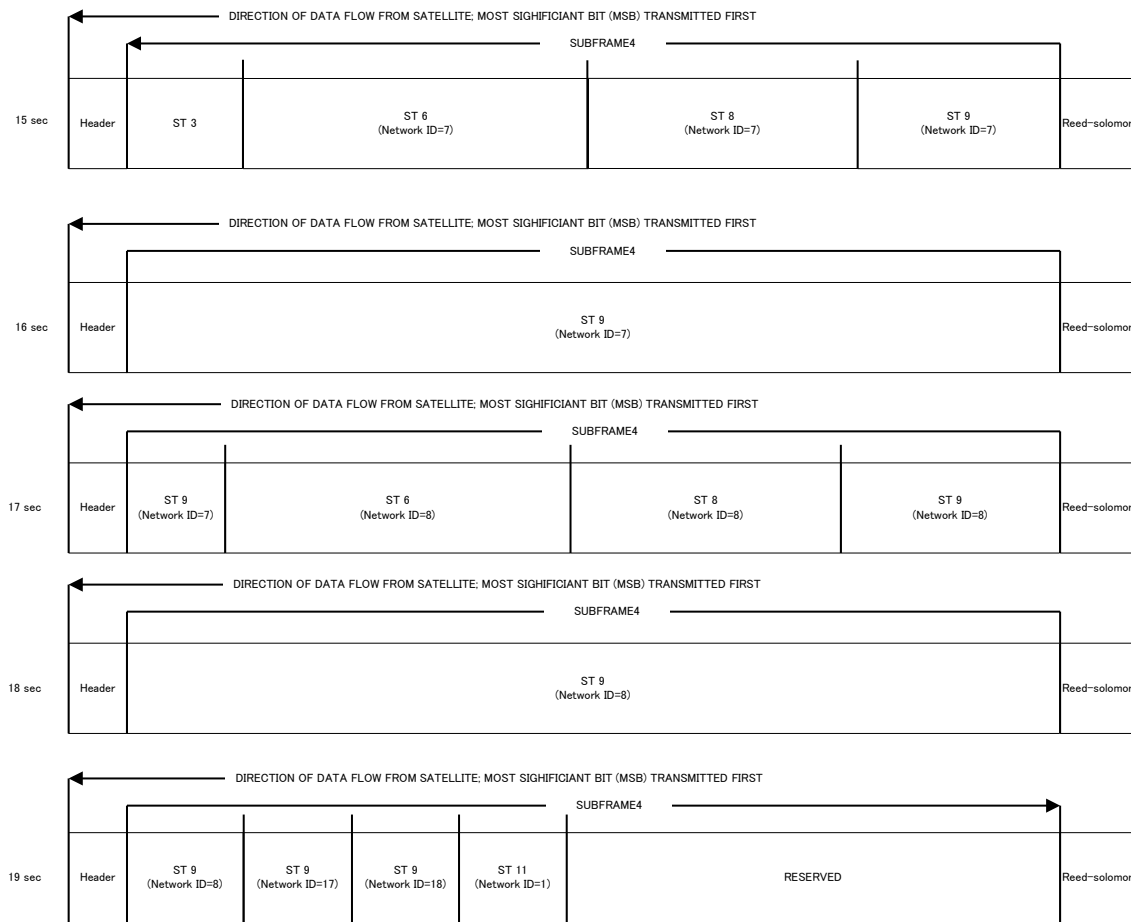 DIRECTION OF DATA FLOW FROM SATELLITE; MOST SIGHIFICIANT BIT (MSB) TRANSMITTED FIRST
SUBFRAME4
15 sec
Header
ST 3
ST 6
(Network ID=7)
ST 8
(Network ID=7)
ST 9
(Network ID=7)
Reed-solomon
DIRECTION OF DATA FLOW FROM SATELLITE; MOST SIGHIFICIANT BIT (MSB) TRANSMITTED FIRST
SUBFRAME4
16 sec
Header
ST 9
(Network ID=7)
Reed-solomon
DIRECTION OF DATA FLOW FROM SATELLITE; MOST SIGHIFICIANT BIT (MSB) TRANSMITTED FIRST
SUBFRAME4
17 sec
Header
ST 9
(Network ID=7)
ST 6
(Network ID=8)
ST 8
(Network ID=8)
ST 9
(Network ID=8)
Reed-solomon
DIRECTION OF DATA FLOW FROM SATELLITE; MOST SIGHIFICIANT BIT (MSB) TRANSMITTED FIRST
SUBFRAME4
18 sec
Header
ST 9
(Network ID=8)
Reed-solomon
DIRECTION OF DATA FLOW FROM SATELLITE; MOST SIGHIFICIANT BIT (MSB) TRANSMITTED FIRST
SUBFRAME4
19 sec
Header
ST 9
(Network ID=8)
ST 9
(Network ID=17)
ST 9
(Network ID=18)
ST 11
(Network ID=1)
RESERVED
Reed-solomon